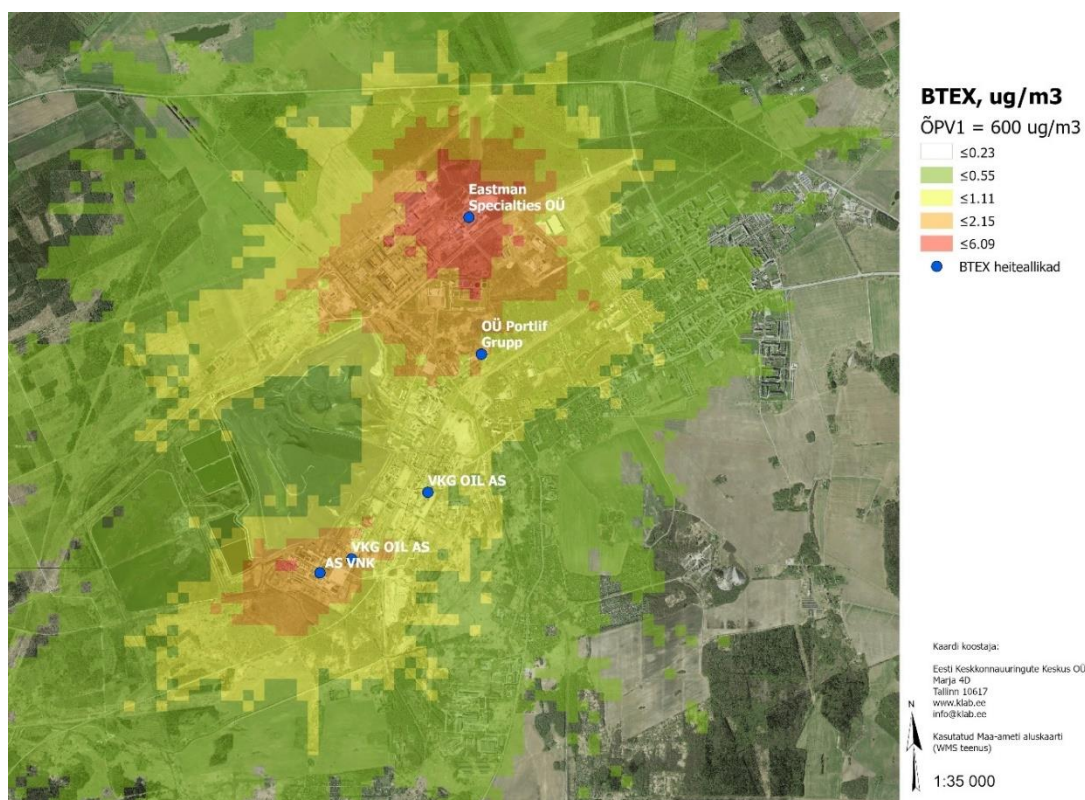 Eastman
Specialties OÜ
OÜ Portlif
Grupp
VKG OIL AS
VKG OIL AS
AS VNK
BTEX, ug/m3
ÕPV1 = 600 ug/m3
≤0.23
≤0.55
≤1.11
≤2.15
≤6.09
BTEX heiteallikad
Kaardi koostaja:
Eesti Keskkonnauuringute Keskus OÜ
Marja 4D
Tallinn 10617
www.klab.ee
info@klab.ee
Kasutatud Maa-ameti aluskaarti
(WMS teenus)
N
1:35 000